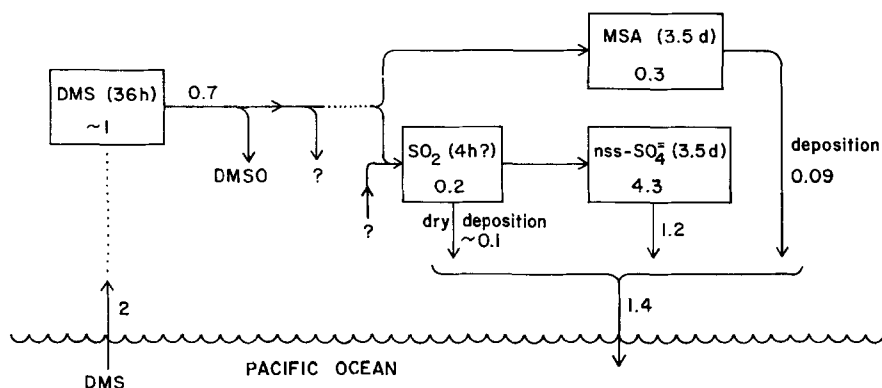 MSA (3.5 d)
0.3
DMS (36h)
~1
0.7
DMSO
?
?
SO₂ (4h?)
0.2
nss-SO₄⁼ (3.5 d)
4.3
deposition
0.09
dry deposition
~0.1
1.2
1.4
2
DMS
PACIFIC OCEAN